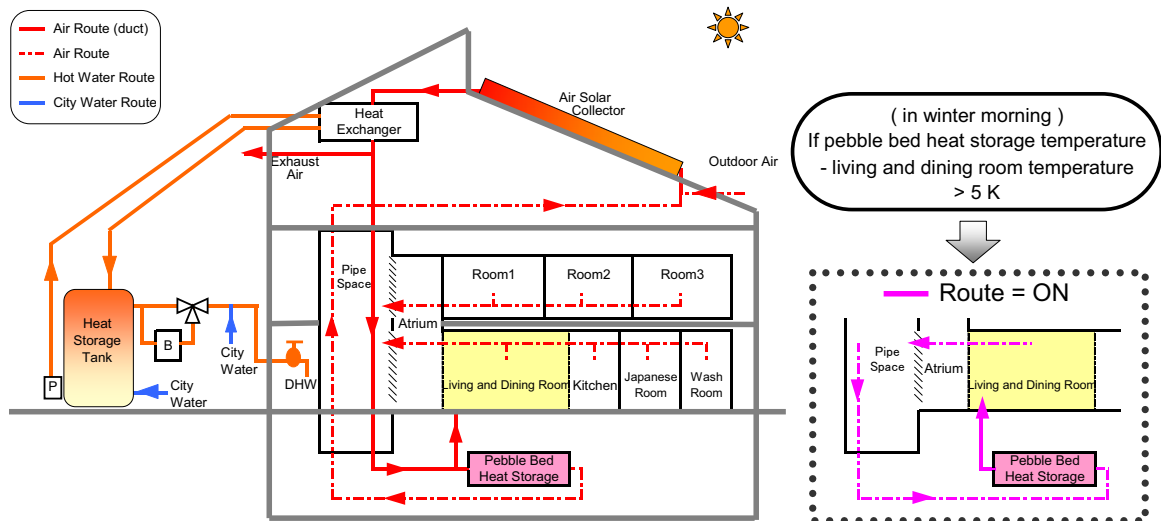 Air Route (duct)
Air Route
Hot Water Route
City Water Route
Heat
Exchanger
Air Solar
Collector
Exhaust
Air
Outdoor Air
Pipe
Space
Room1
Room2
Room3
Atrium
Heat
Storage
Tank
P
B
City
Water
City
Water
DHW
Living and Dining Room
Kitchen
Japanese
Room
Wash
Room
Pebble Bed
Heat Storage
( in winter morning )
If pebble bed heat storage temperature
- living and dining room temperature
> 5 K
Route = ON
Pipe
Space
Atrium
Living and Dining Room
Pebble Bed
Heat Storage